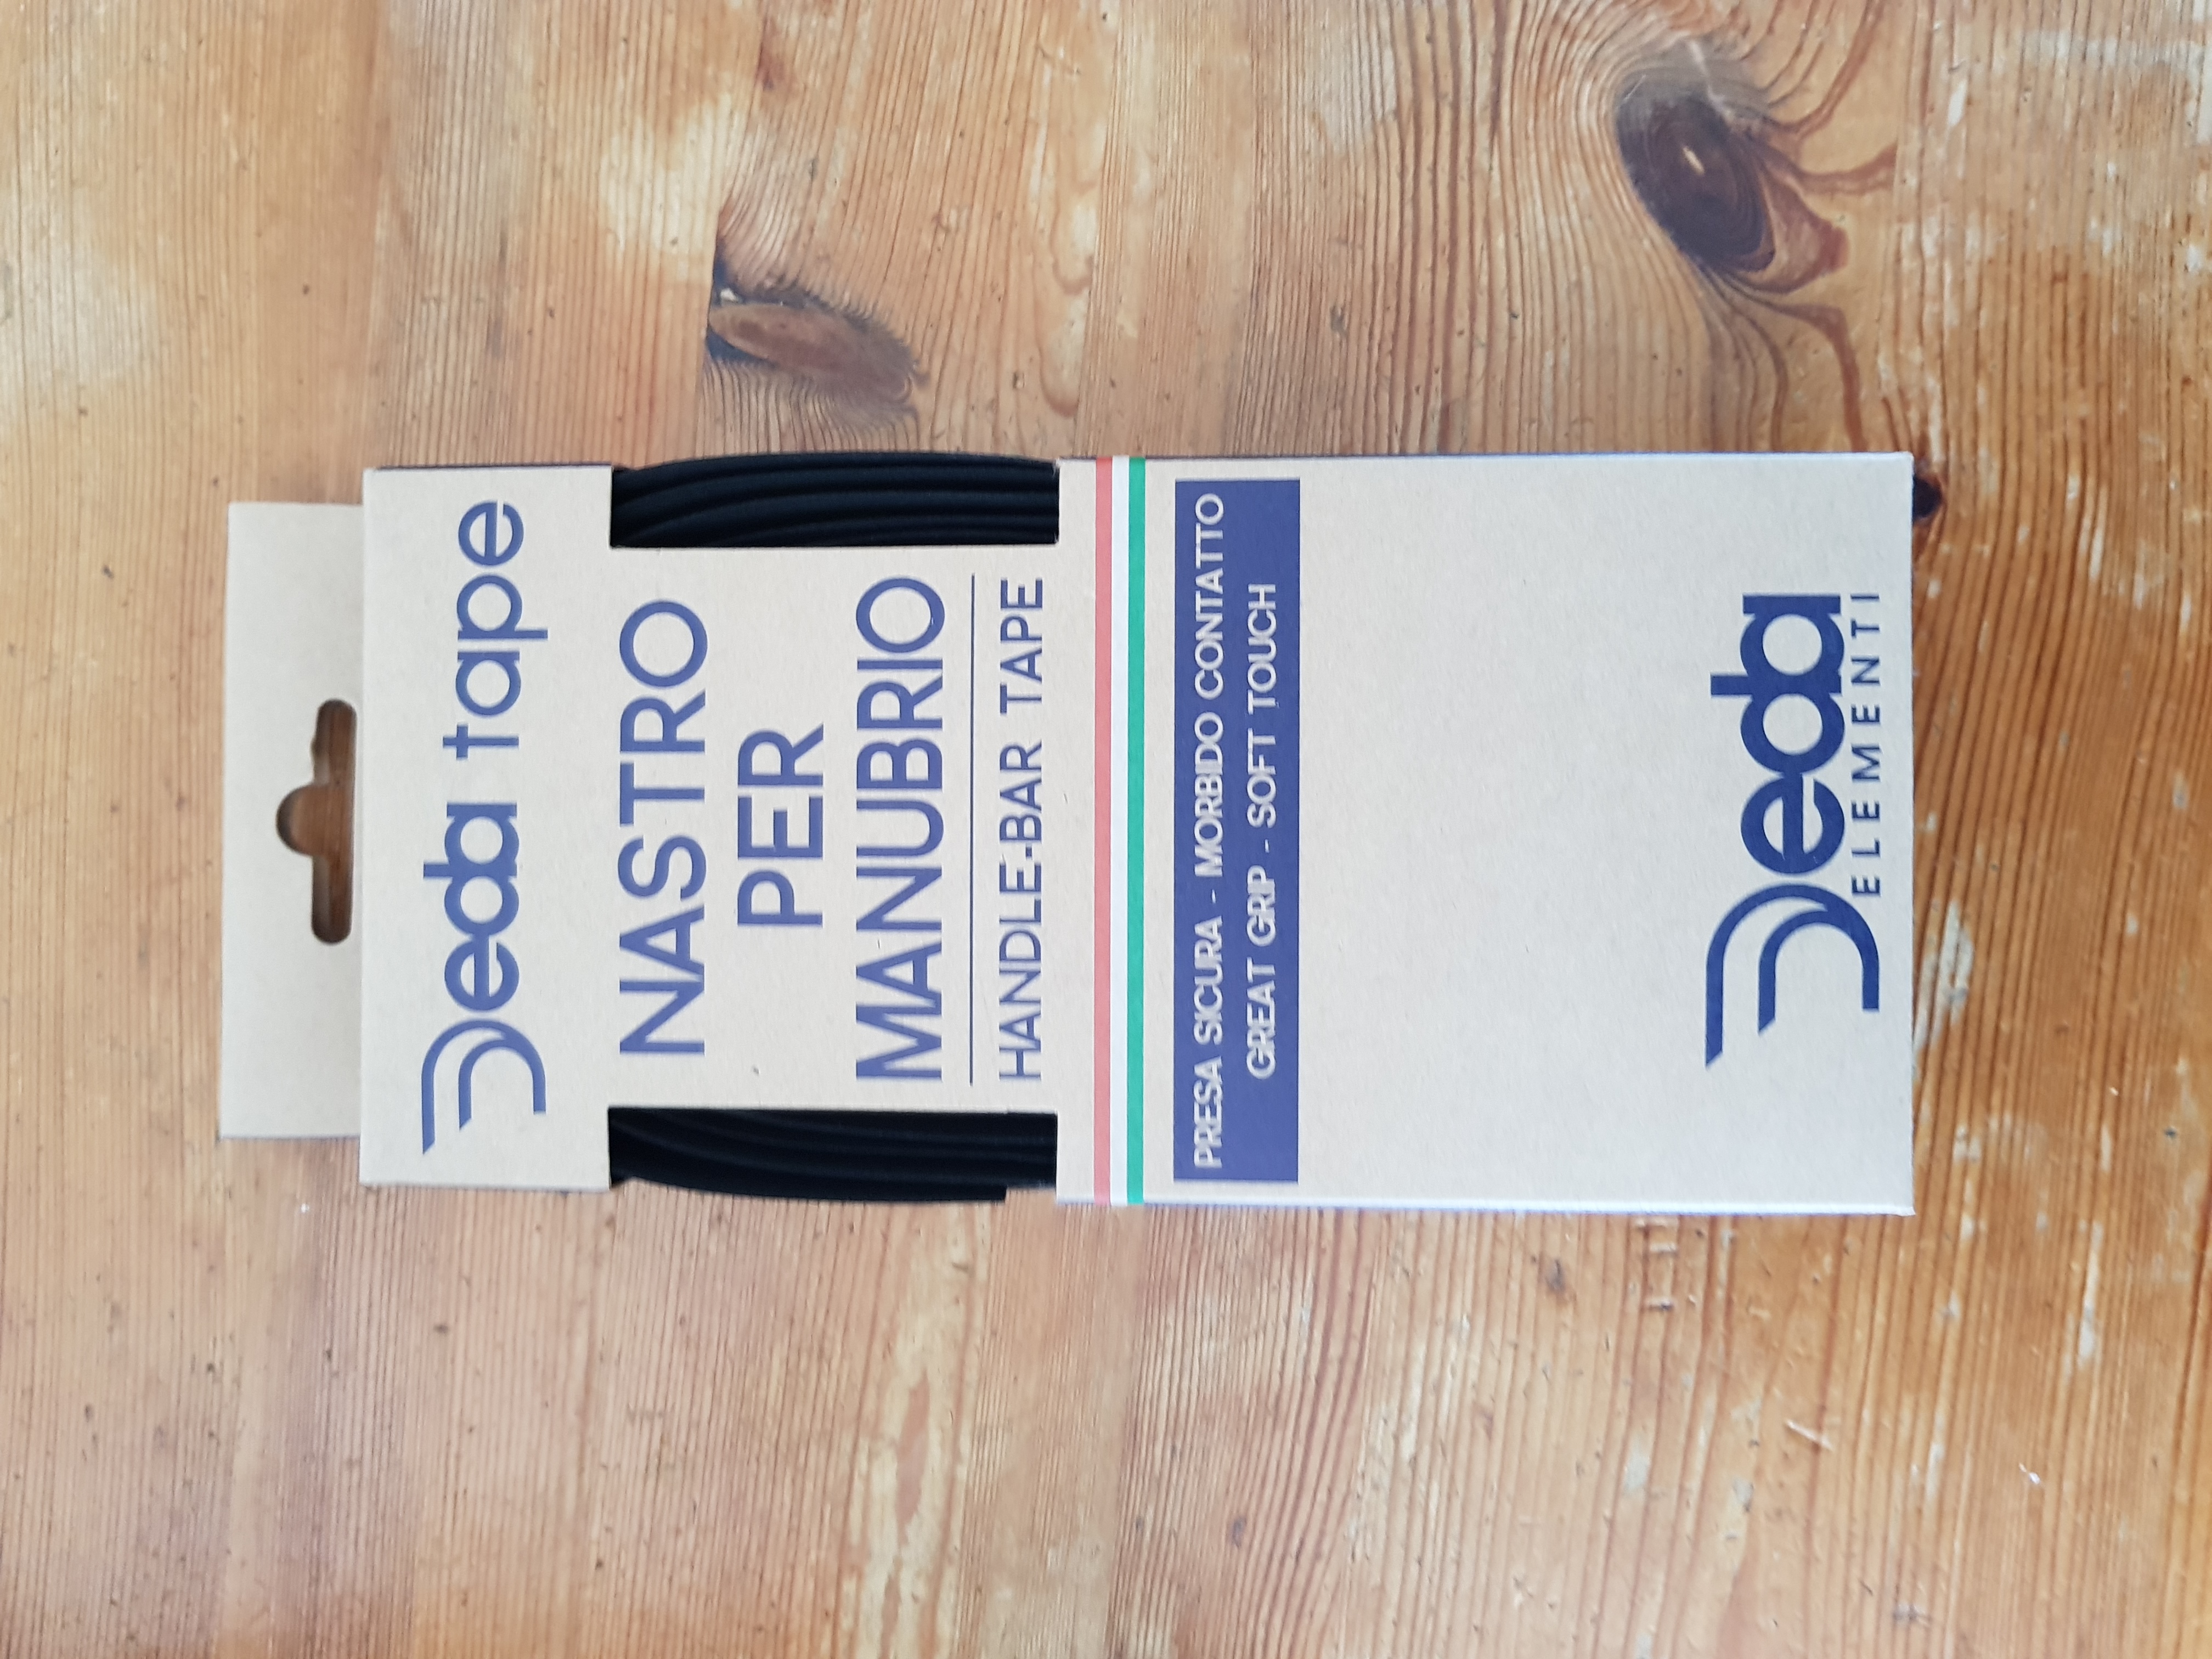 Deda tape
NASTRO
PER
MANUBRIO
HANDLE-BAR TAPE
PRESA SICURA - MORBIDO CONTATTO
GREAT GRIP - SOFT TOUCH
Deda
ELEMENTI